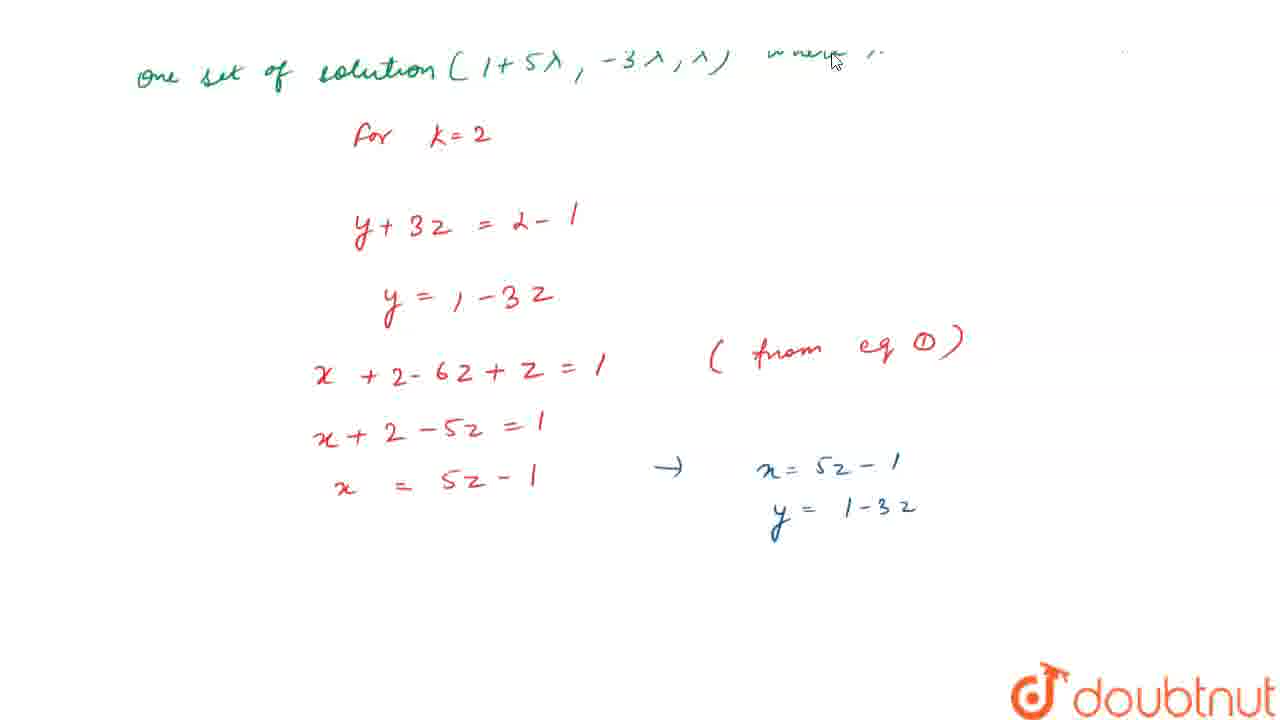 One set of solution (1+5λ, -3λ, λ) where
for k=2
y+3z = 2-1
y = 1-3z
x +2-6z+z = 1 (from eq ①)
x+2-5z=1
x = 5z-1 → x = 5z-1
y = 1-3z
doubtnut